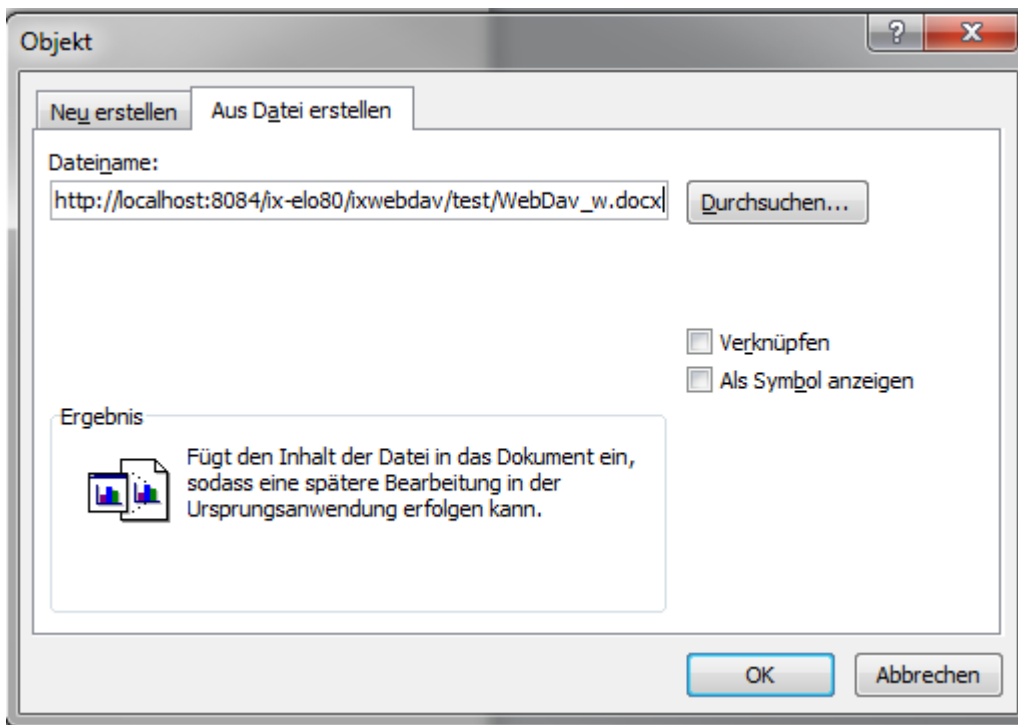 Objekt
Neu erstellen
Aus Datei erstellen
Dateiname:
http://localhost:8084/ix-elo80/ixwebdav/test/WebDav_w.docx
Durchsuchen...
Verknüpfen
Als Symbol anzeigen
Ergebnis
Fügt den Inhalt der Datei in das Dokument ein,
sodass eine spätere Bearbeitung in der
Ursprungsanwendung erfolgen kann.
OK
Abbrechen